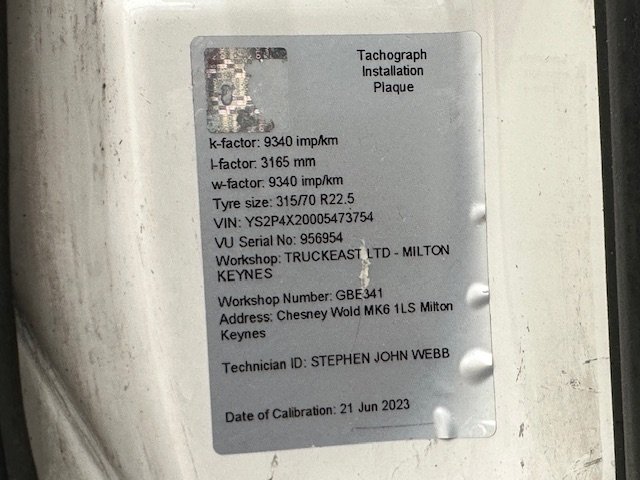 Tachograph
Installation
Plaque
k-factor: 9340 imp/km
l-factor: 3165 mm
w-factor: 9340 imp/km
Tyre size: 315/70 R22.5
VIN: YS2P4X20005473754
VU Serial No: 956954
Workshop: TRUCKEAST LTD - MILTON
KEYNES
Workshop Number: GBE341
Address: Chesney Wold MK6 1LS Milton
Keynes
Technician ID: STEPHEN JOHN WEBB
Date of Calibration: 21 Jun 2023